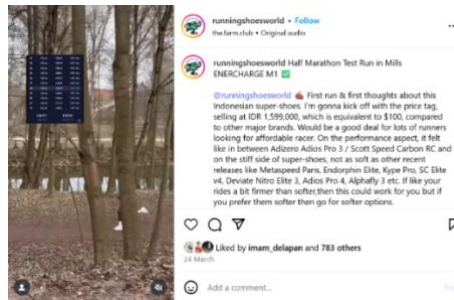 runningshoesworld • Follow
the.farm.club • Original audio
runningshoesworld Half Marathon Test Run in Mills
ENERCHARGE M1 ✅
@runningshoesworld 👟 First run & first thoughts about this
Indonesian super-shoes. I'm gonna kick off with the price tag,
selling at IDR 1,599,000, which is equivalent to $100, compared
to other major brands. Would be a good deal for lots of runners
looking for affordable racer. On the performance aspect, it felt
like in between Adizero Adios Pro 3 / Scott Speed Carbon RC and
on the stiff side of super-shoes, not as soft as other recent
releases like Metaspeed Paris, Endorphin Elite, Kype Pro, SC Elite
v4, Deviate Nitro Elite 3, Adios Pro 4, Alphafly 3 etc. If like your
rides a bit firmer than softer,then this could work for you but if
you prefer them softer then go for softer options.
Liked by imam_delapan and 783 others
24 March
Add a comment...